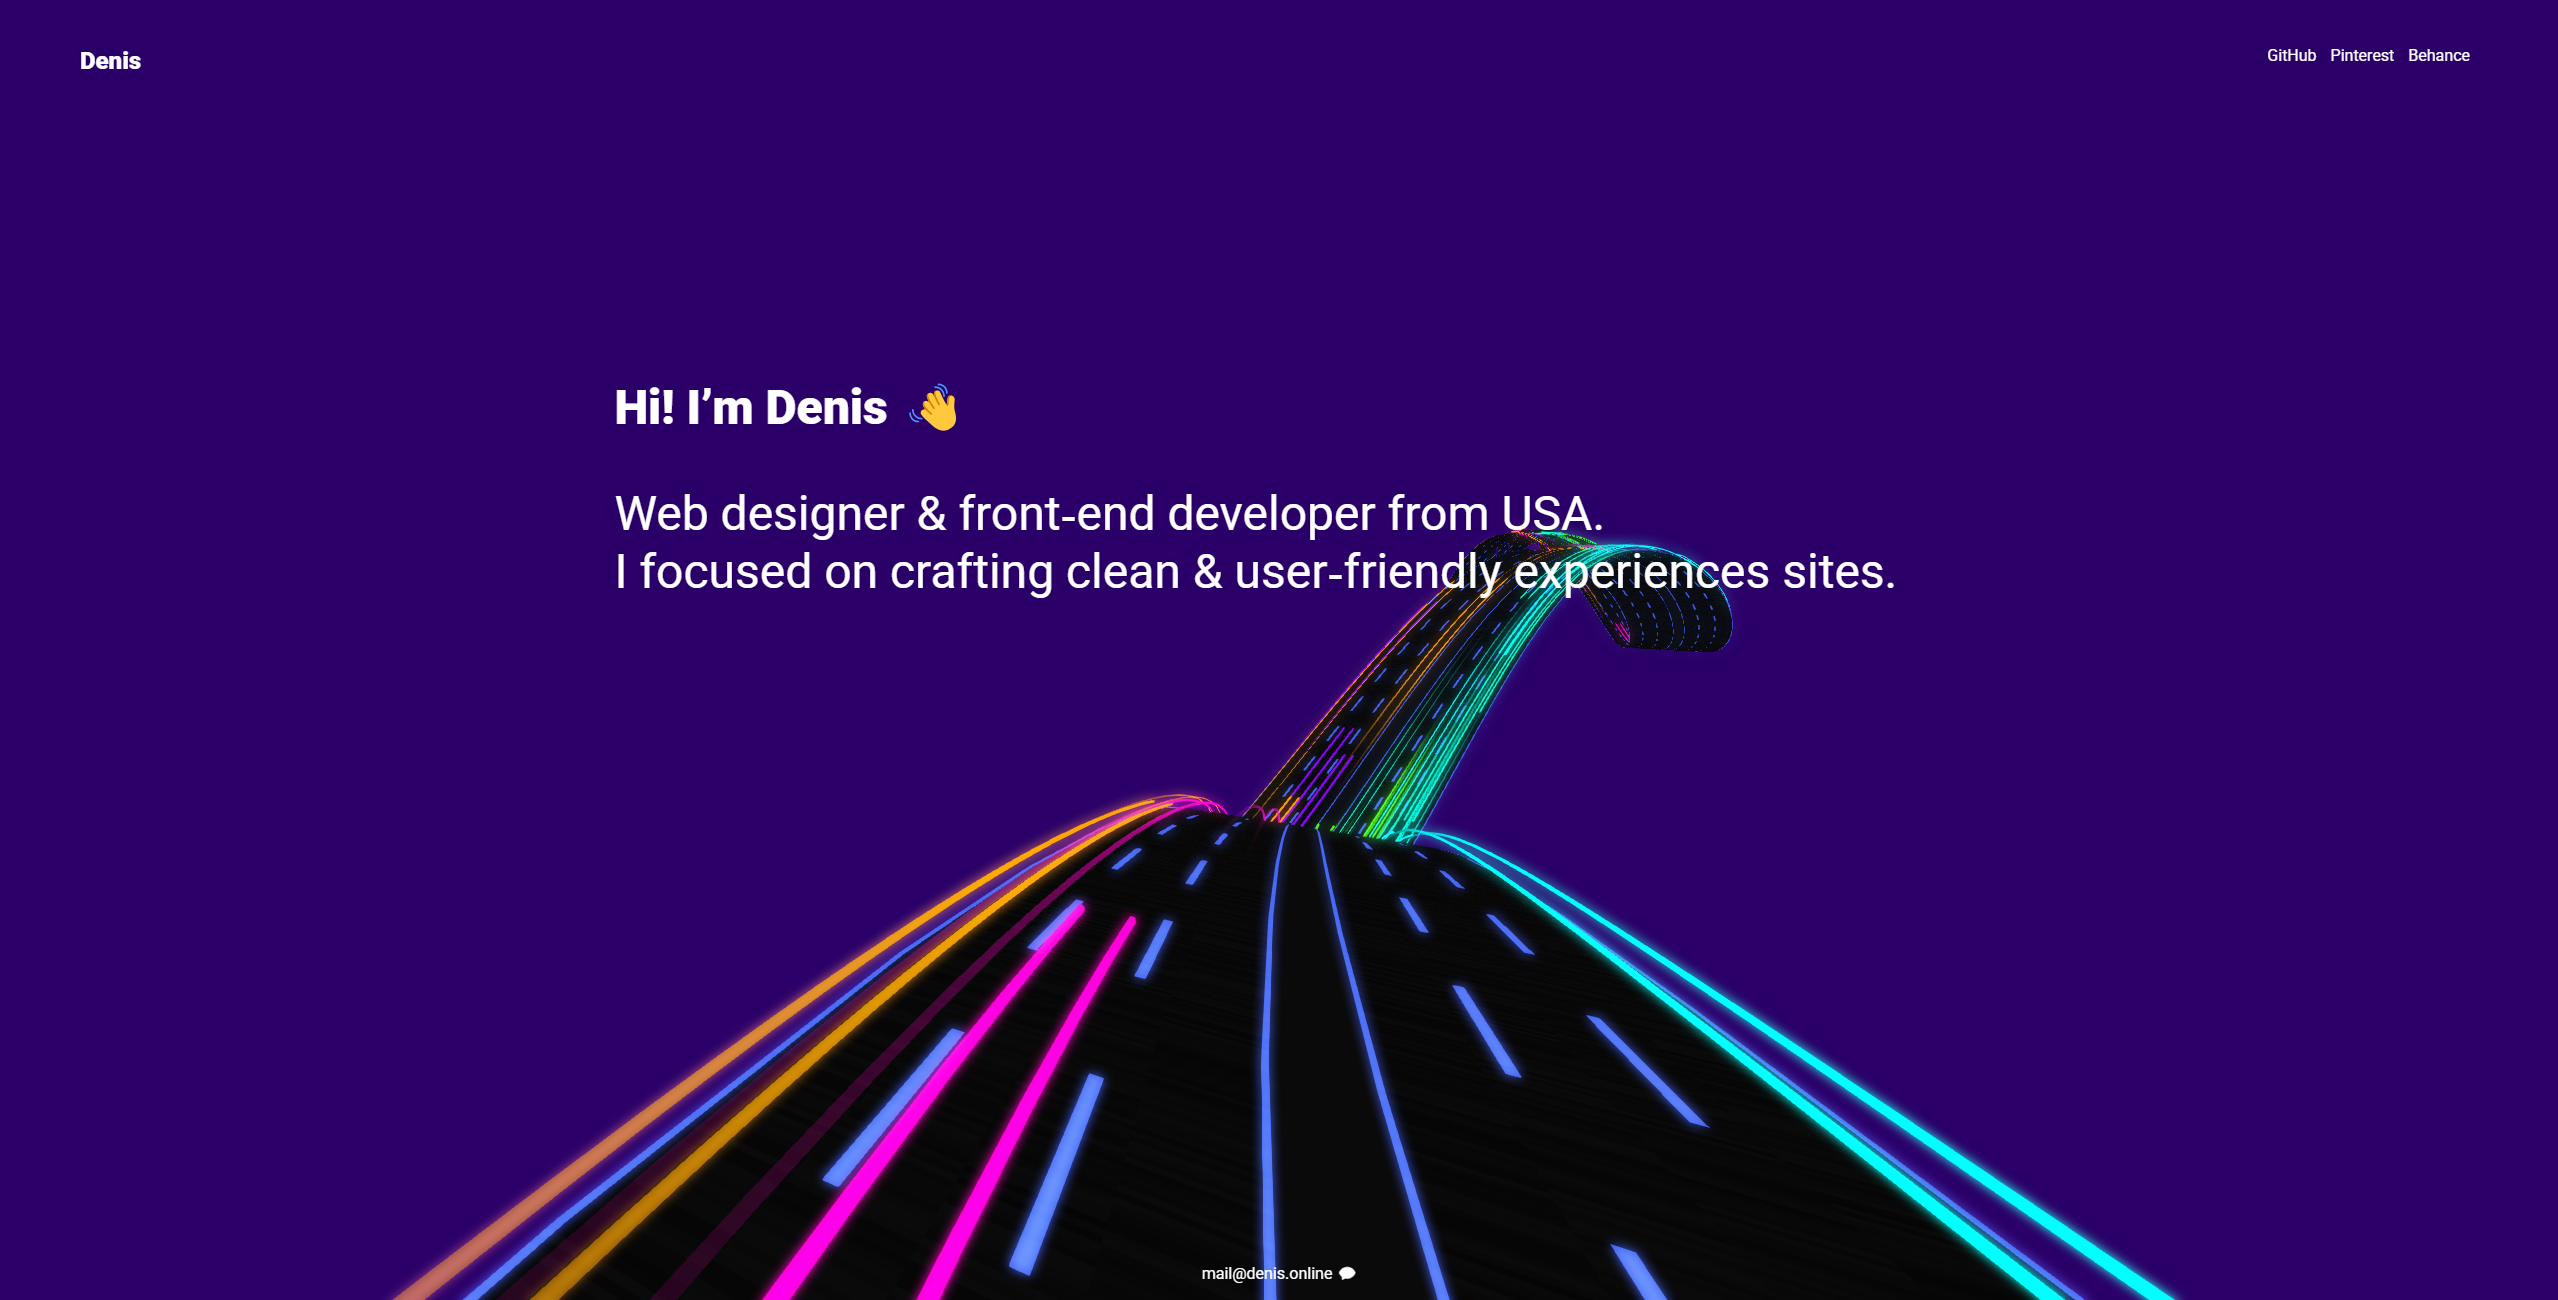 Denis
GitHub Pinterest Behance
Hi! I’m Denis 👋
Web designer & front-end developer from USA.
I focused on crafting clean & user-friendly experiences sites.
mail@denis.online